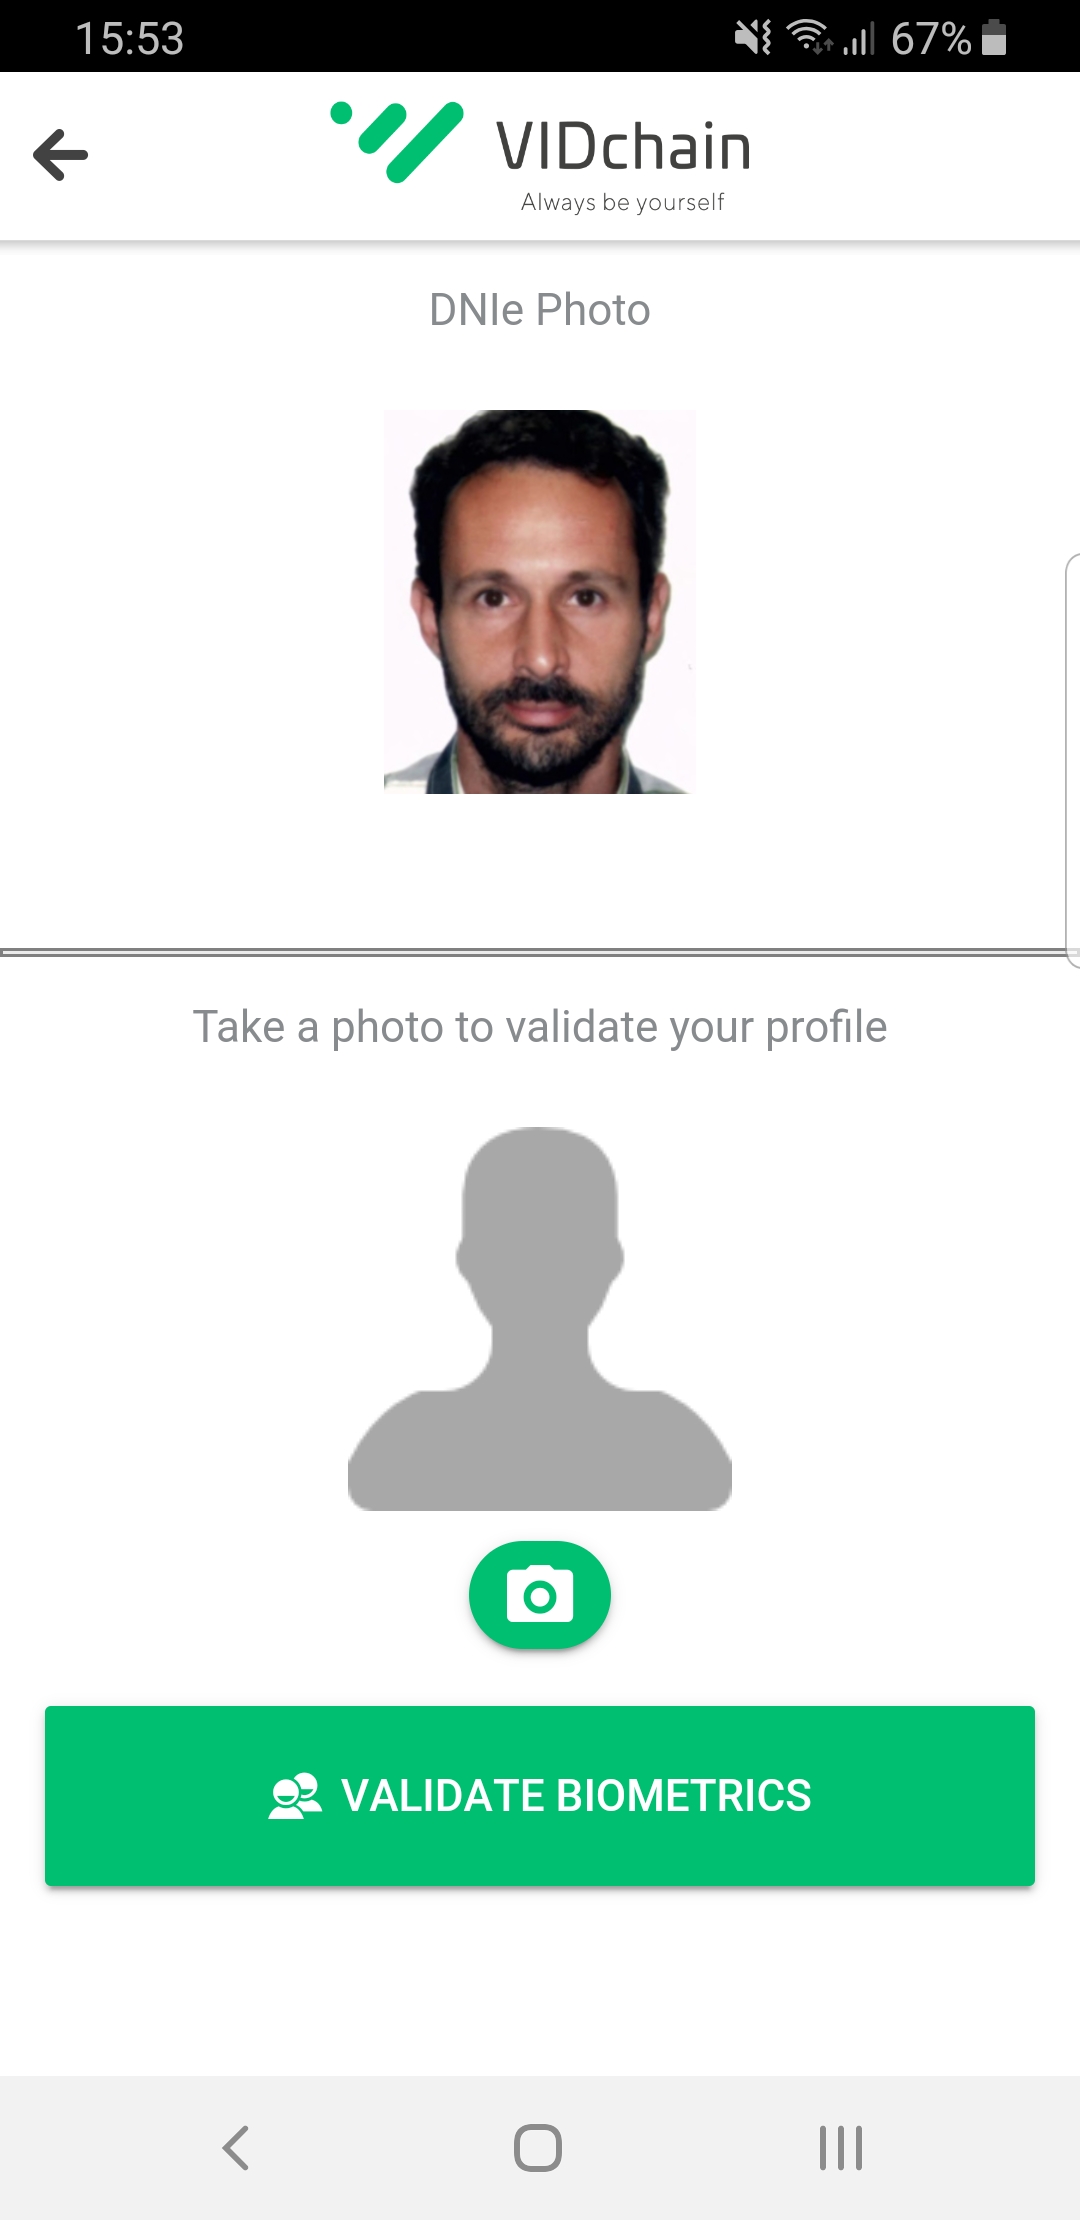 15:53
67%
VIDchain
Always be yourself
DNIe Photo
Take a photo to validate your profile
VALIDATE BIOMETRICS